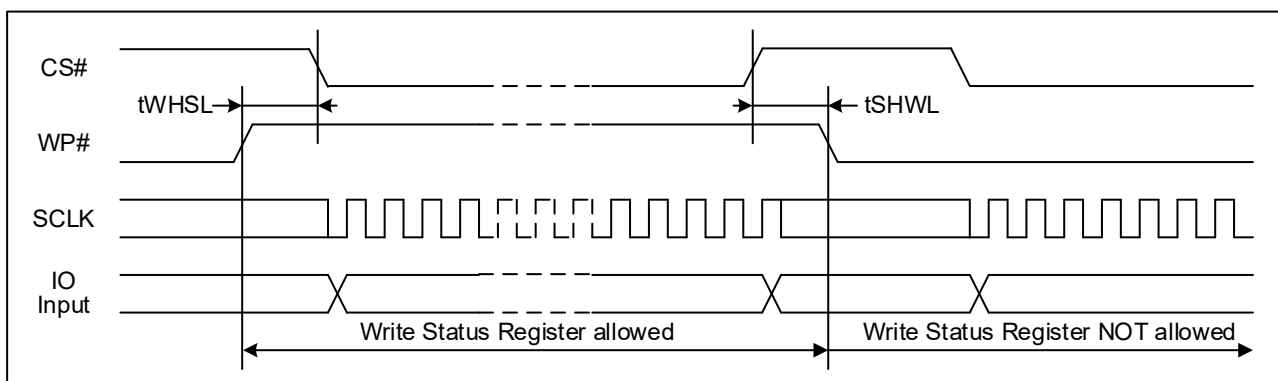 CS#
tWHSL
tSHWL
WP#
SCLK
IO
Input
Write Status Register allowed
Write Status Register NOT allowed